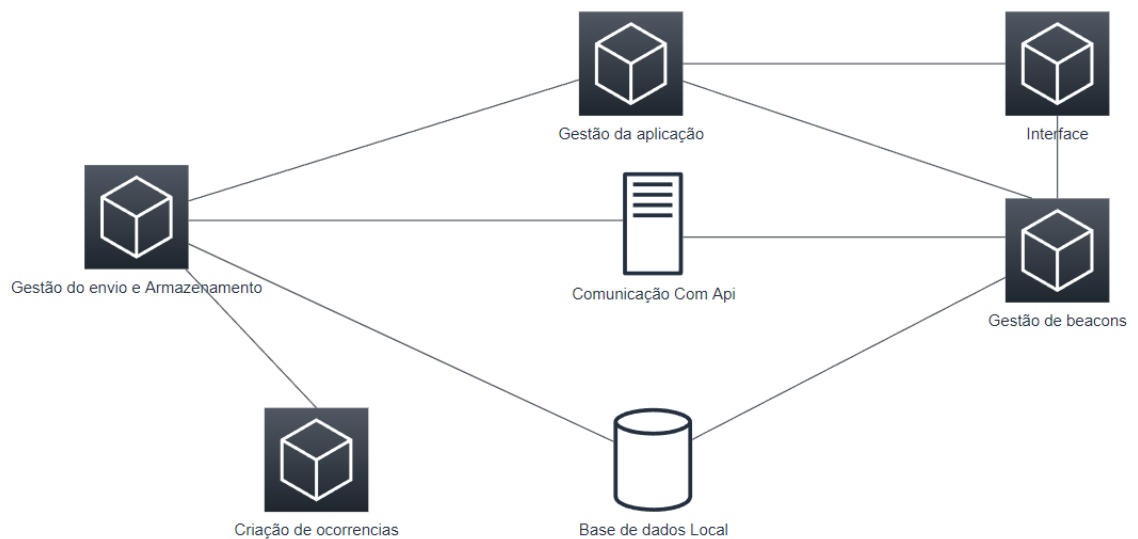 Gestão da aplicação
Interface
Gestão do envio e Armazenamento
Comunicação Com Api
Gestão de beacons
Criação de ocorrencias
Base de dados Local